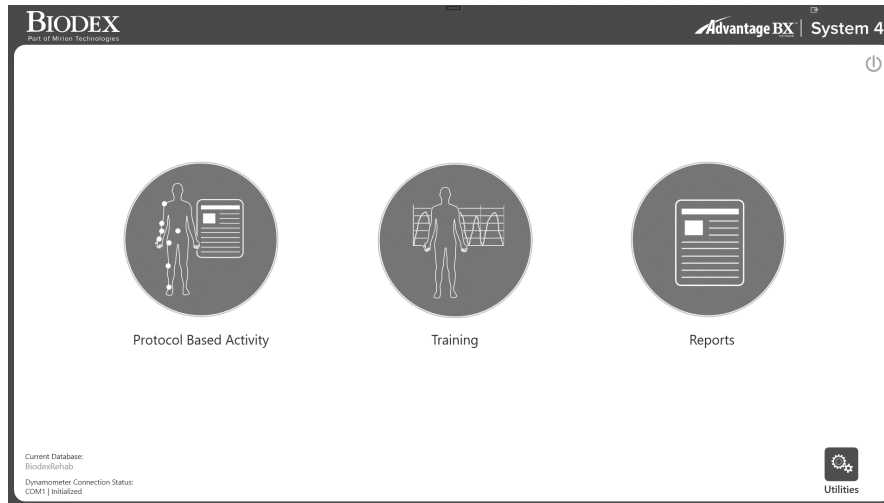 BIODEX
Part of Mirion Technologies
Advantage BX | System 4
Protocol Based Activity
Training
Reports
Current Database:
BiodexRehab
Dynamometer Connection Status:
COM1 | Initialized
Utilities